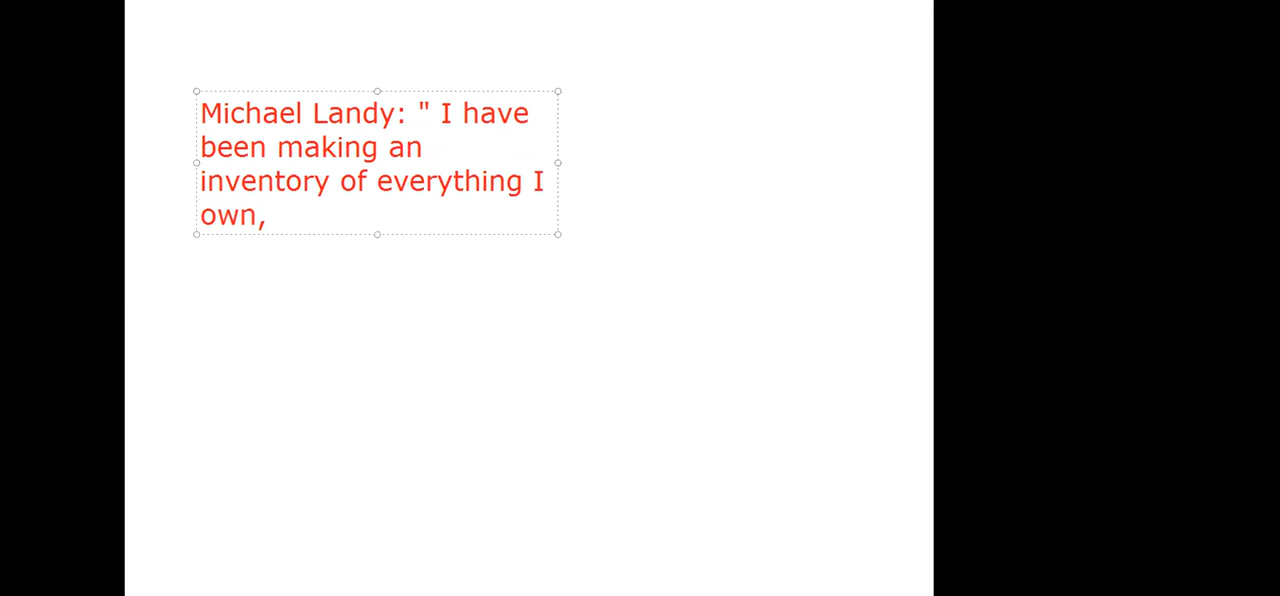 Michael Landy: " I have
been making an
inventory of everything I
own,